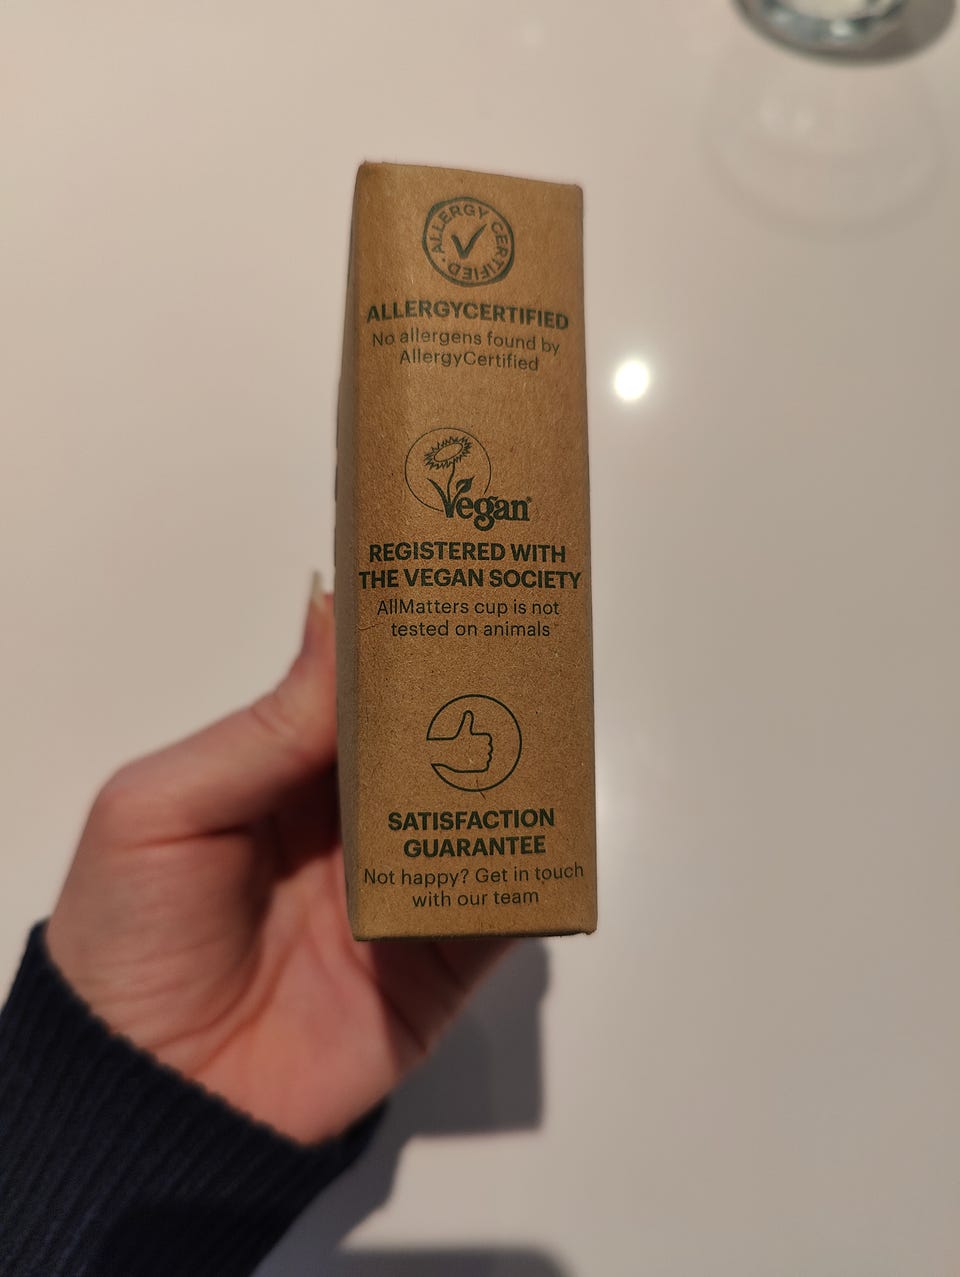 ALLERGY CERTIFIED
ALLERGYCERTIFIED
No allergens found by
AllergyCertified
Vegan®
REGISTERED WITH
THE VEGAN SOCIETY
AllMatters cup is not
tested on animals
SATISFACTION
GUARANTEE
Not happy? Get in touch
with our team